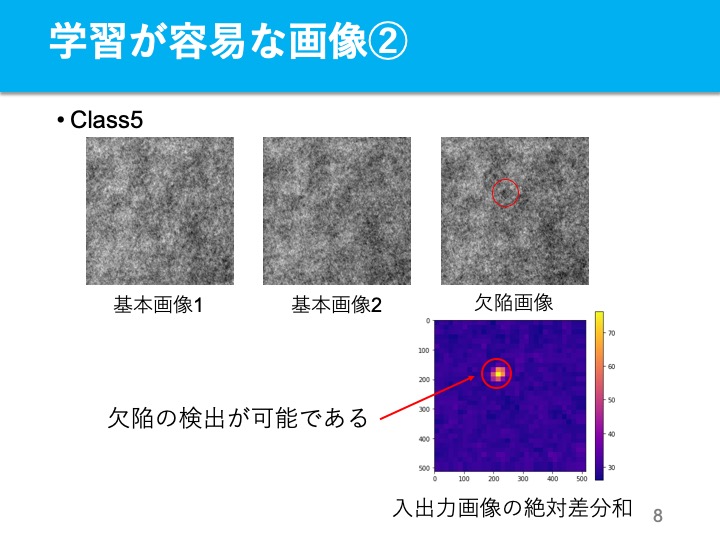 学習が容易な画像②
• Class5
基本画像1
基本画像2
欠陥画像
0
100
200
300
400
500
0 100 200 300 400 500
70
60
50
40
30
欠陥の検出が可能である
入出力画像の絶対差分和
8